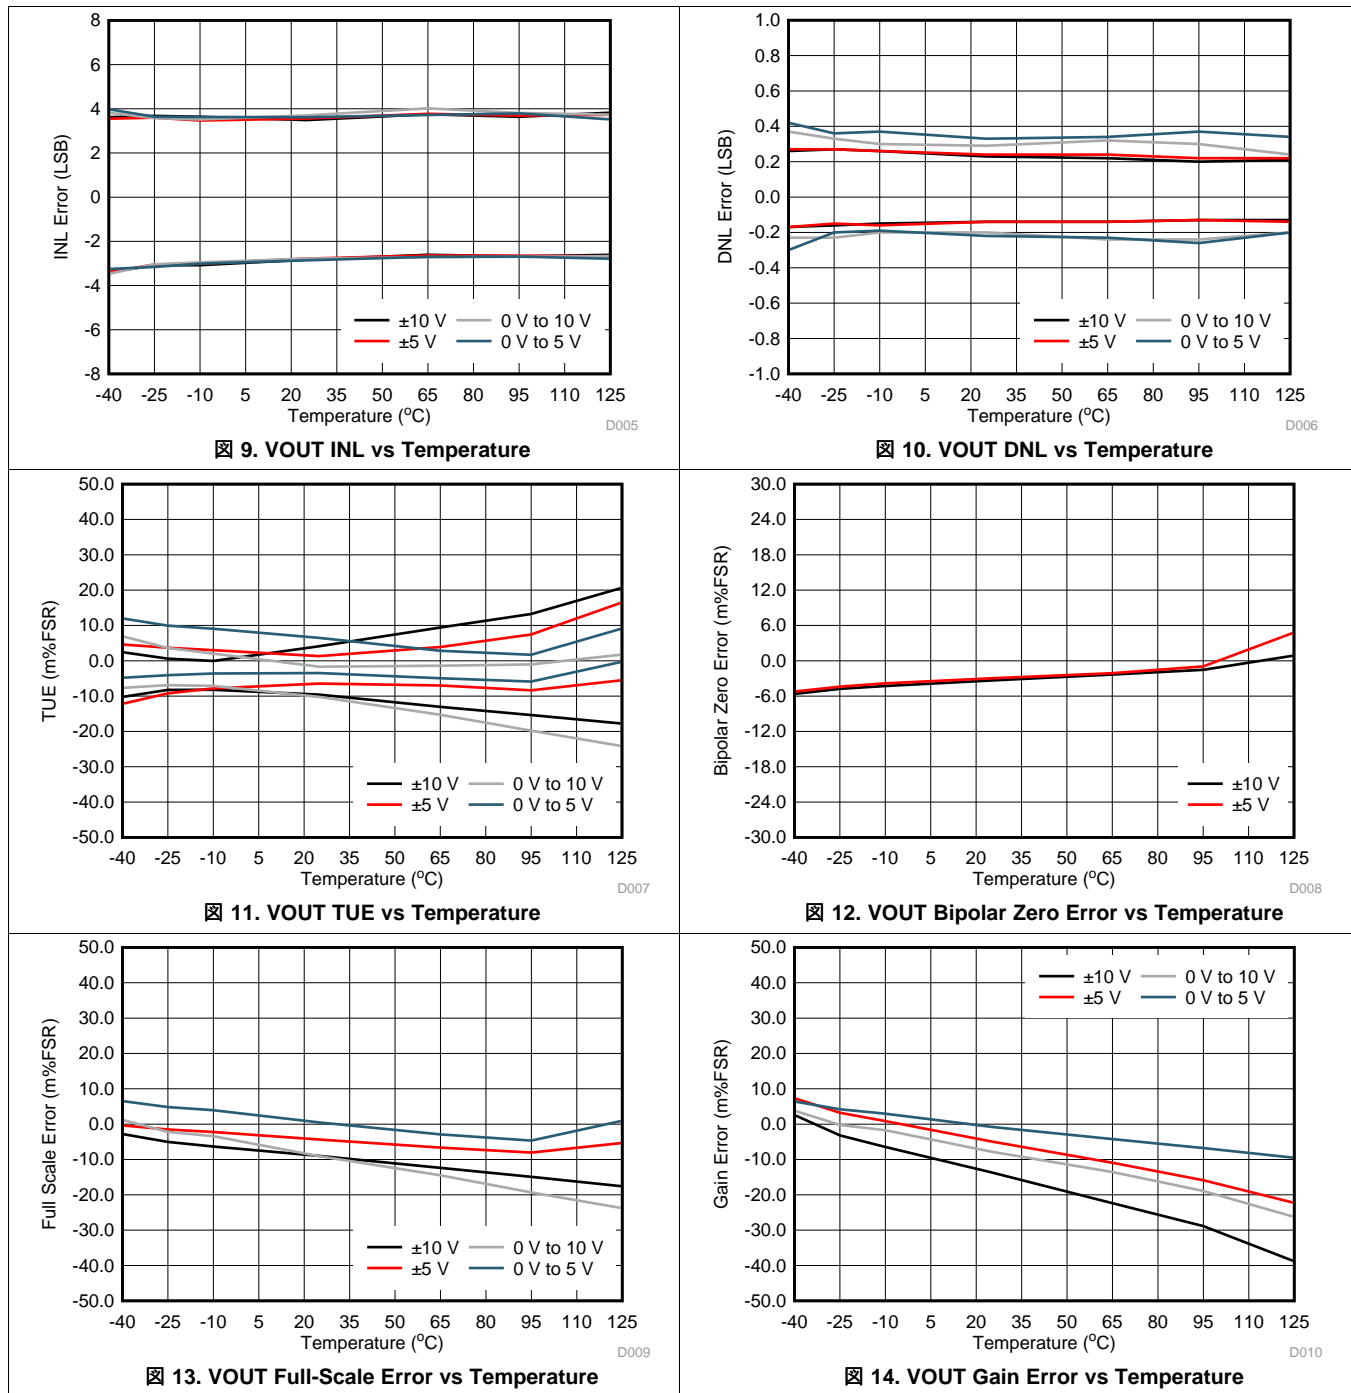 8
6
4
2
0
-2
-4
-6
-8
INL Error (LSB)
±10 V
0 V to 10 V
±5 V
0 V to 5 V
-40 -25 -10 5 20 35 50 65 80 95 110 125
Temperature (°C)
D005
図 9. VOUT INL vs Temperature
1.0
0.8
0.6
0.4
0.2
0.0
-0.2
-0.4
-0.6
-0.8
-1.0
DNL Error (LSB)
±10 V
0 V to 10 V
±5 V
0 V to 5 V
-40 -25 -10 5 20 35 50 65 80 95 110 125
Temperature (°C)
D006
図 10. VOUT DNL vs Temperature
50.0
40.0
30.0
20.0
10.0
0.0
-10.0
-20.0
-30.0
-40.0
-50.0
TUE (m%FSR)
±10 V
0 V to 10 V
±5 V
0 V to 5 V
-40 -25 -10 5 20 35 50 65 80 95 110 125
Temperature (°C)
D007
図 11. VOUT TUE vs Temperature
30.0
24.0
18.0
12.0
6.0
0.0
-6.0
-12.0
-18.0
-24.0
-30.0
Bipolar Zero Error (m%FSR)
±10 V
±5 V
-40 -25 -10 5 20 35 50 65 80 95 110 125
Temperature (°C)
D008
図 12. VOUT Bipolar Zero Error vs Temperature
50.0
40.0
30.0
20.0
10.0
0.0
-10.0
-20.0
-30.0
-40.0
-50.0
Full Scale Error (m%FSR)
±10 V
0 V to 10 V
±5 V
0 V to 5 V
-40 -25 -10 5 20 35 50 65 80 95 110 125
Temperature (°C)
D009
図 13. VOUT Full-Scale Error vs Temperature
50.0
40.0
30.0
20.0
10.0
0.0
-10.0
-20.0
-30.0
-40.0
-50.0
Gain Error (m%FSR)
±10 V
0 V to 10 V
±5 V
0 V to 5 V
-40 -25 -10 5 20 35 50 65 80 95 110 125
Temperature (°C)
D010
図 14. VOUT Gain Error vs Temperature